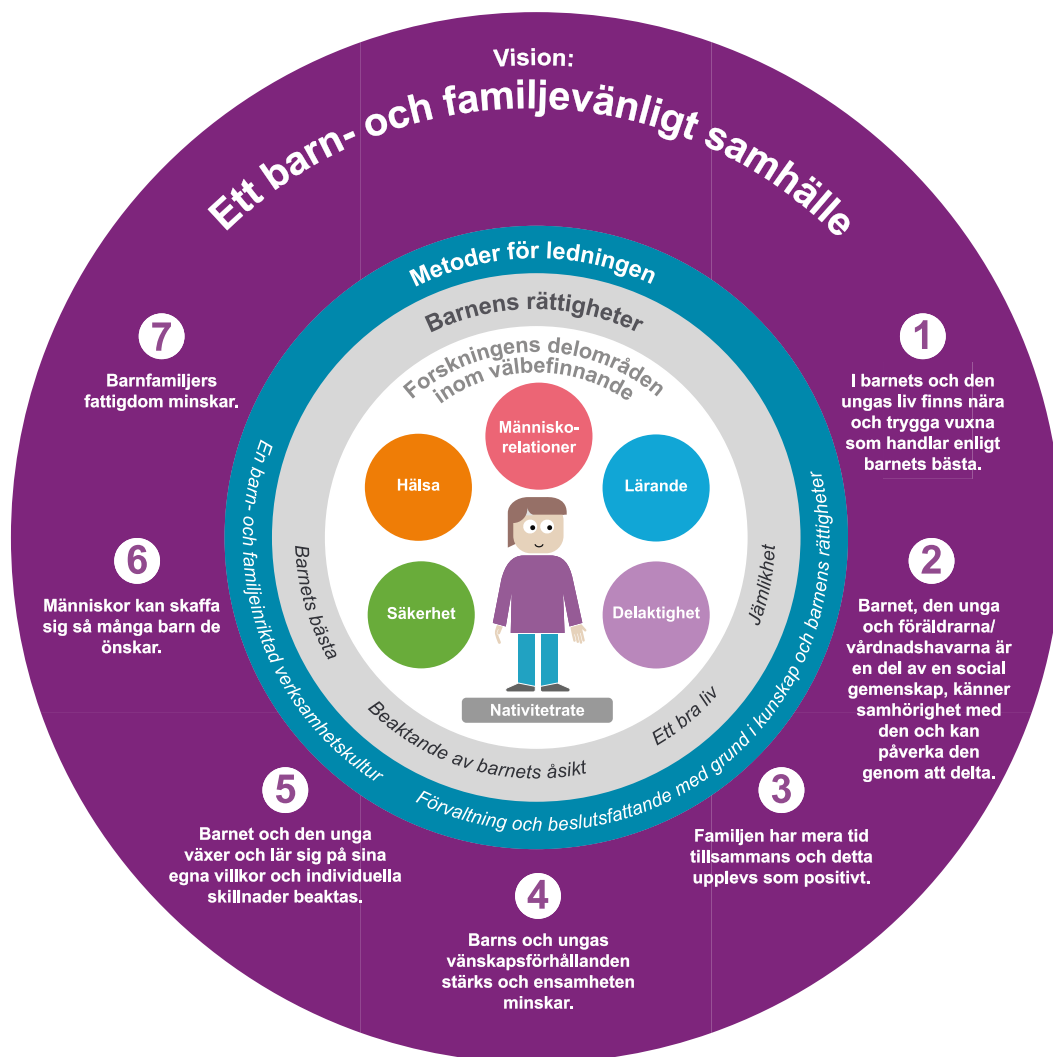 Vision:
Ett barn- och familjevänligt samhälle
Metoder för ledningen
Barnens rättigheter
Forskningens delområden
inom välbefinnande
Människo-
relationer
Hälsa
Lärande
Säkerhet
Delaktighet
Nativitetrate
Barnets bästa
Beaktande av barnets åsikt
Ett bra liv
Jämlikhet
En barn- och familjeinriktad verksamhetskultur
Förvaltning och beslutsfattande med grund i kunskap och barnens rättigheter
1
I barnets och den
ungas liv finns nära
och trygga vuxna
som handlar enligt
barnets bästa.
2
Barnet, den unga
och föräldrarna/
vårdnadshavarna är
en del av en social
gemenskap, känner
samhörighet med
den och kan
påverka den
genom att delta.
3
Familjen har mera tid
tillsammans och detta
upplevs som positivt.
4
Barns och ungas
vänskapsförhållanden
stärks och ensamheten
minskar.
5
Barnet och den unga
växer och lär sig på sina
egna villkor och individuella
skillnader beaktas.
6
Människor kan skaffa
sig så många barn de
önskar.
7
Barnfamiljers
fattigdom minskar.